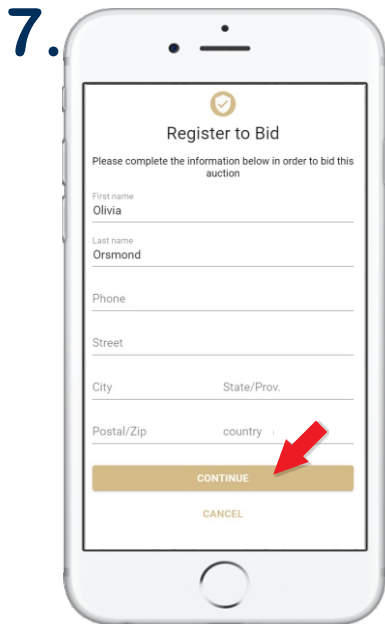 7.
Register to Bid
Please complete the information below in order to bid this
auction
First name
Olivia
Last name
Orsmond
Phone
Street
City State/Prov.
Postal/Zip country
CONTINUE
CANCEL